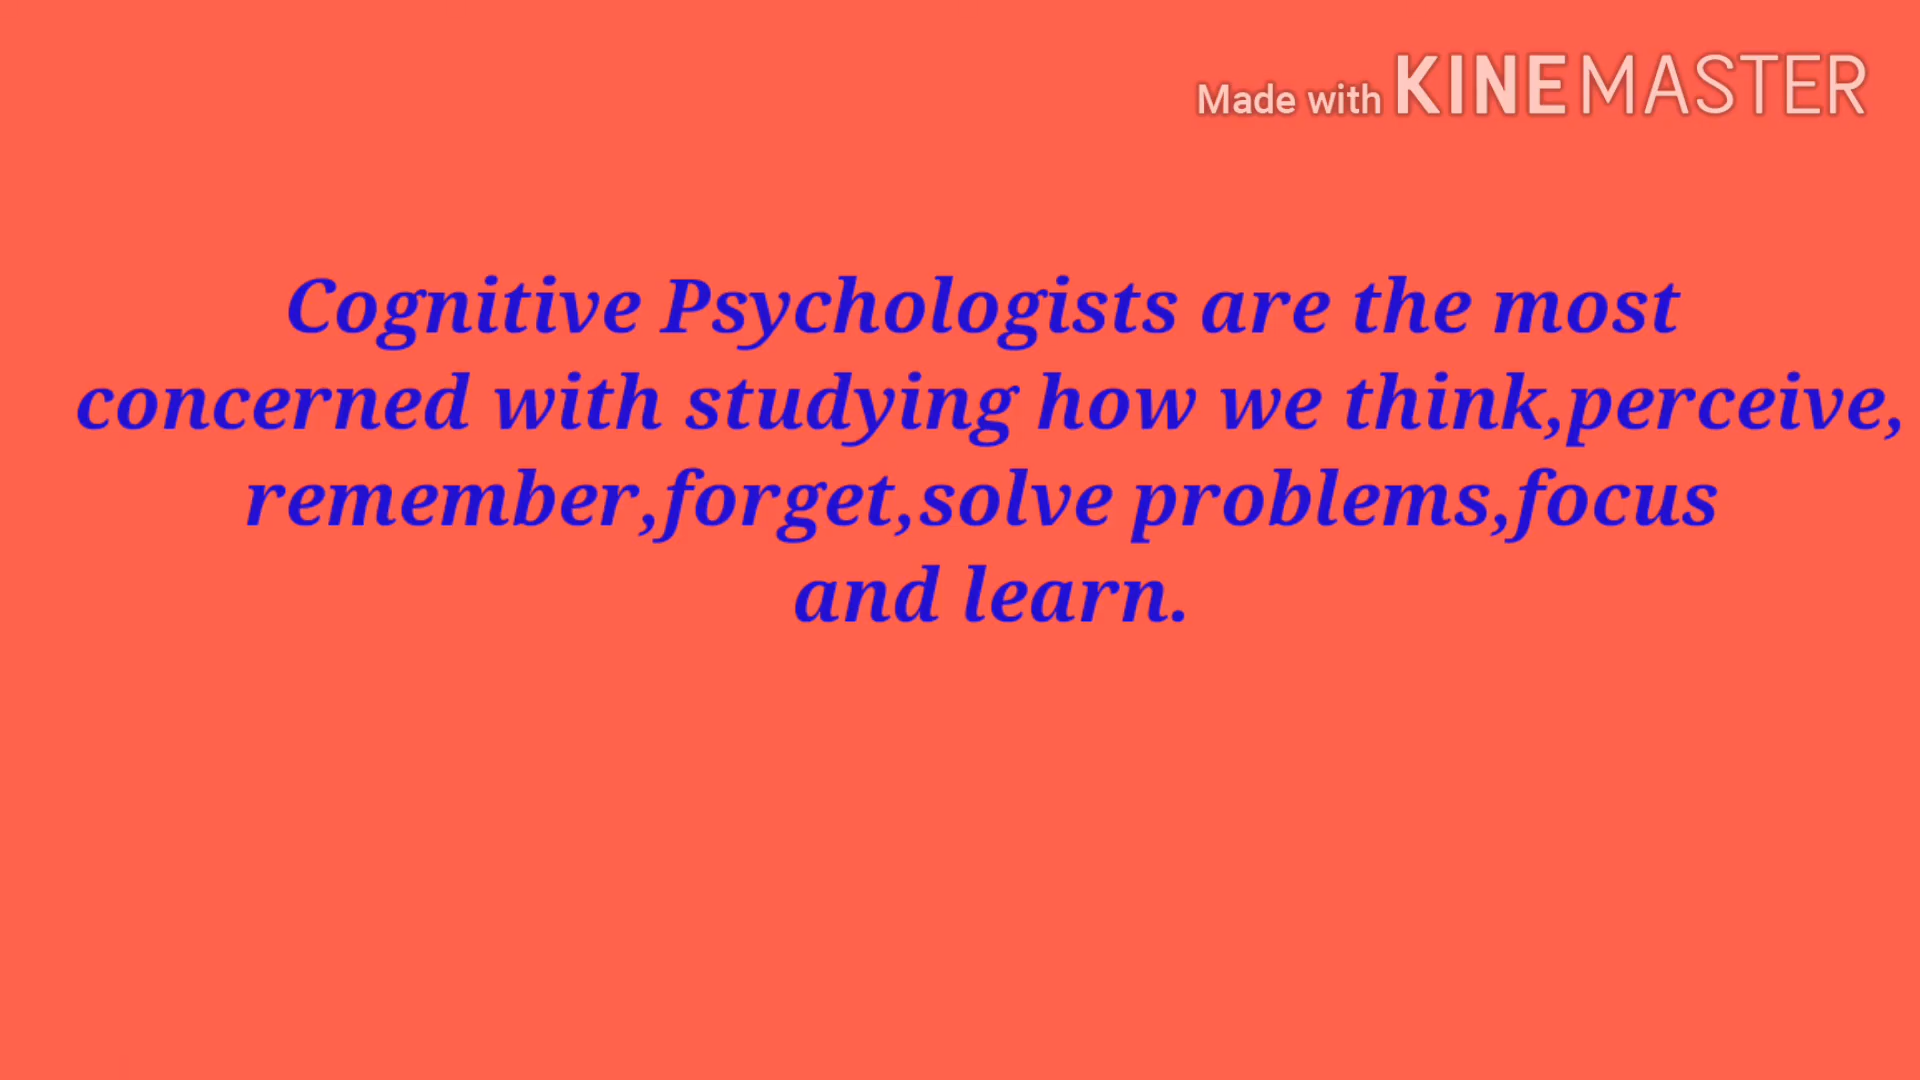 Made with KINEMASTER
Cognitive Psychologists are the most
concerned with studying how we think,perceive,
remember,forget,solve problems,focus
and learn.